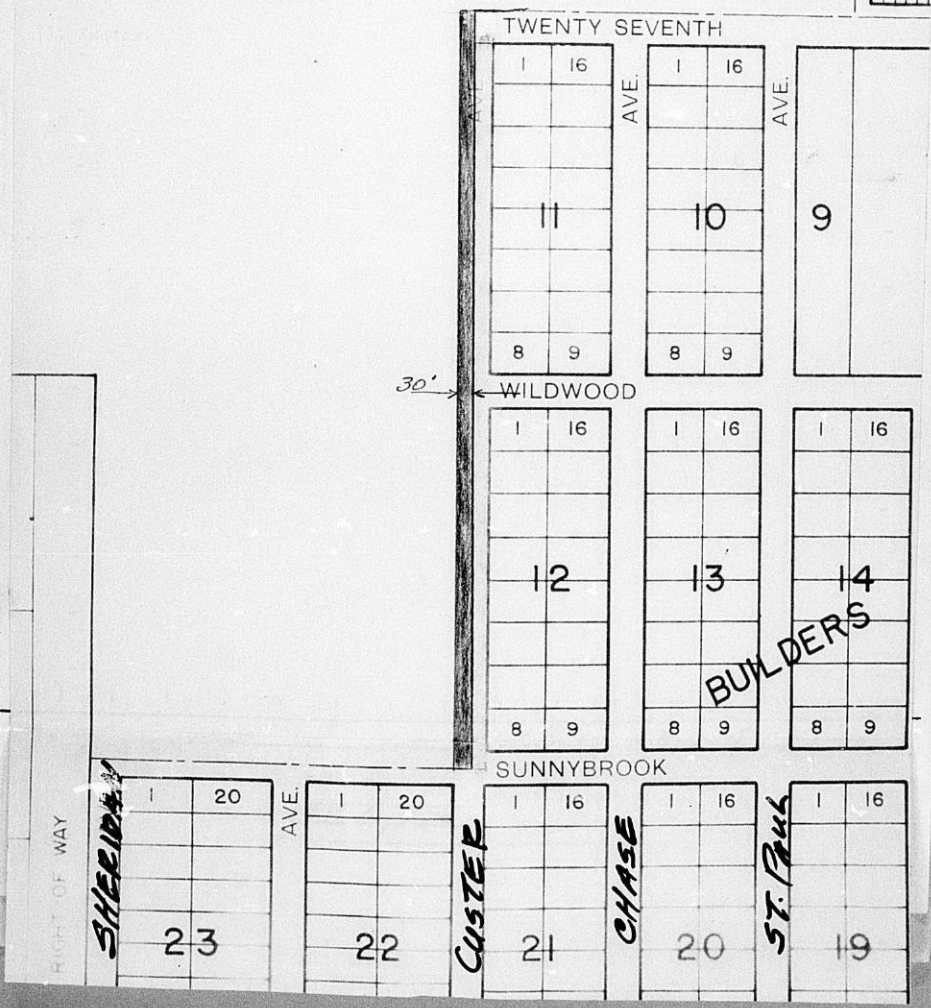 TWENTY SEVENTH
1 16 1 16
AVE. AVE. AVE.
11 10 9
8 9 8 9
30'
WILDWOOD
1 16 1 16 1 16
12 13 14
BUILDERS
8 9 8 9 8 9
SUNNYBROOK
1 20 1 20 1 16 1 16 1 16
AVE.
RIGHT OF WAY
SHERIDAN
CUSTER
CHASE
ST. PAUL
23 22 21 20 19